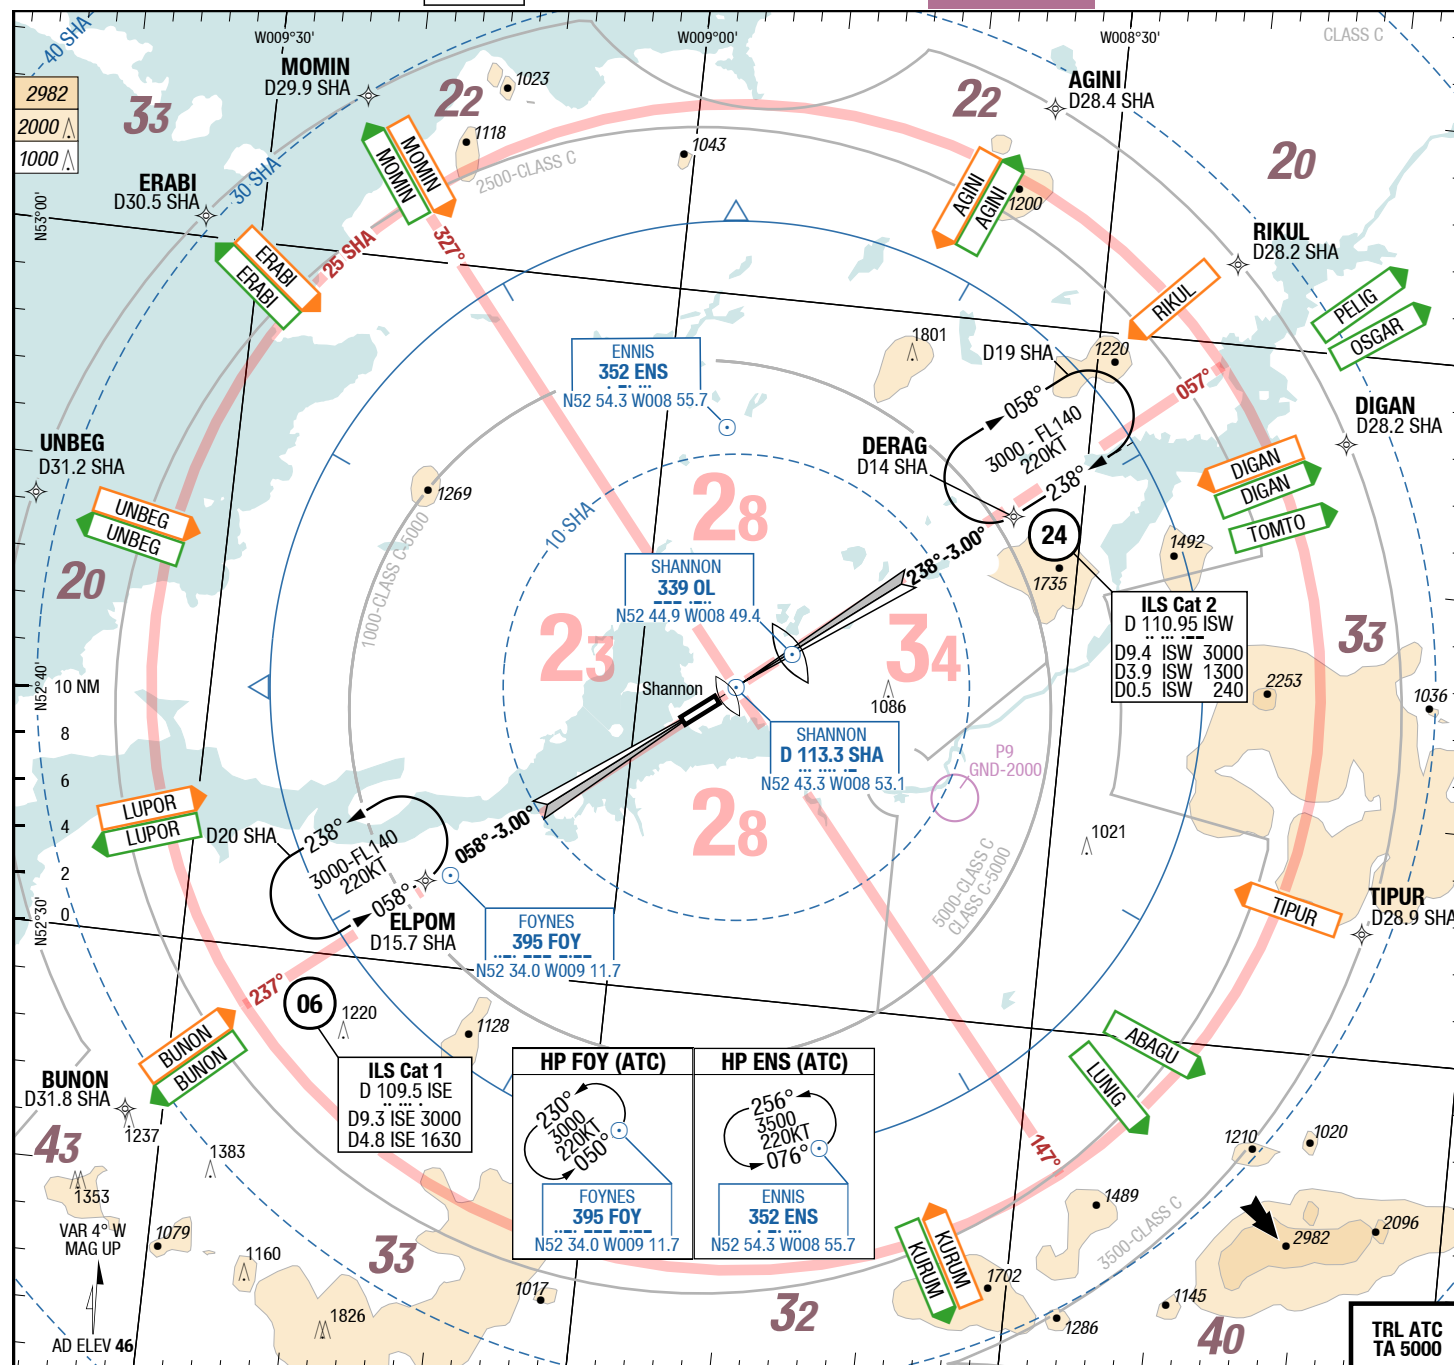 W009°30'
W009°00'
W008°30'
CLASS C
40 SHA
MOMIN
D29.9 SHA
AGINI
D28.4 SHA
2982
2000
1000
33
22
1023
22
1118
1043
2500-CLASS C
20
ERABI
D30.5 SHA
30 SHA
MOMIN
MOMIN
AGINI
AGINI
1200
N53°00'
RIKUL
D28.2 SHA
25 SHA
327°
ERABI
ERABI
RIKUL
PELIG
OSGAR
ENNIS
352 ENS
N52 54.3 W008 55.7
1801
D19 SHA
1220
057°
058°
3000 - FL140
220KT
238°
DIGAN
D28.2 SHA
UNBEG
D31.2 SHA
DERAG
D14 SHA
DIGAN
DIGAN
TOMTO
1269
28
10 SHA
24
UNBEG
UNBEG
1000-CLASS C-5000
238°-3.00°
1492
1735
20
SHANNON
339 OL
N52 44.9 W008 49.4
ILS Cat 2
D 110.95 ISW
D9.4 ISW 3000
D3.9 ISW 1300
D0.5 ISW 240
33
23
34
N52°40'
10 NM
8
6
4
2
0
Shannon
1086
2253
1036
SHANNON
D 113.3 SHA
N52 43.3 W008 53.1
P9
GND-2000
LUPOR
LUPOR
D20 SHA
238°
3000-FL140
220KT
058°
058°-3.00°
28
1021
5000-CLASS C
CLASS C-5000
TIPUR
TIPUR
D28.9 SHA
N52°30'
ELPOM
D15.7 SHA
FOYNES
395 FOY
N52 34.0 W009 11.7
237°
06
1220
1128
BUNON
BUNON
ABAGU
LUNIG
ILS Cat 1
D 109.5 ISE
D9.3 ISE 3000
D4.8 ISE 1630
HP FOY (ATC)
230°
3000
220KT
050°
FOYNES
395 FOY
N52 34.0 W009 11.7
HP ENS (ATC)
256°
3500
220KT
076°
ENNIS
352 ENS
N52 54.3 W008 55.7
BUNON
D31.8 SHA
1237
43
1383
1353
147°
1210
1020
1489
VAR 4° W
MAG UP
1079
1160
33
KURUM
KURUM
3500-CLASS C
2982
2096
1702
1017
1826
32
1286
1145
40
AD ELEV 46
TRL ATC
TA 5000